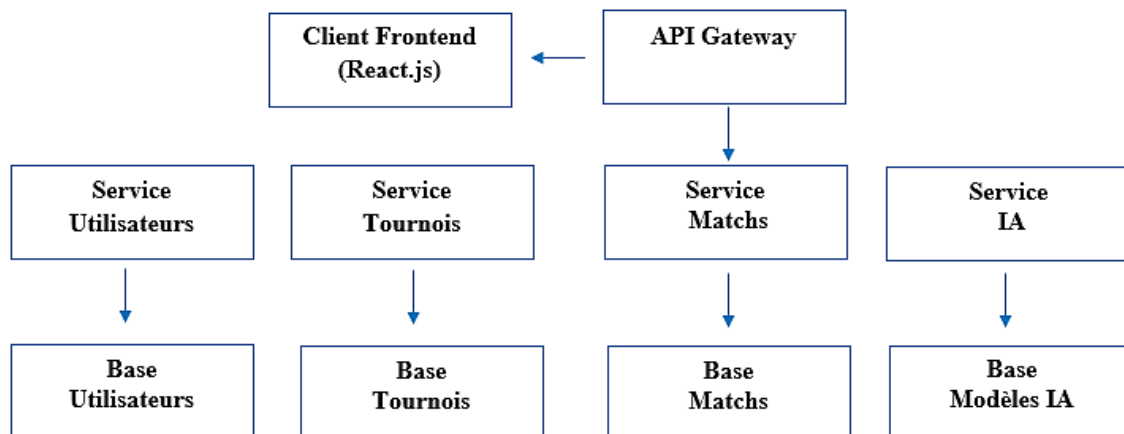 Client Frontend
(React.js)
API Gateway
Service
Utilisateurs
Service
Tournois
Service
Matchs
Service
IA
Base
Utilisateurs
Base
Tournois
Base
Matchs
Base
Modèles IA